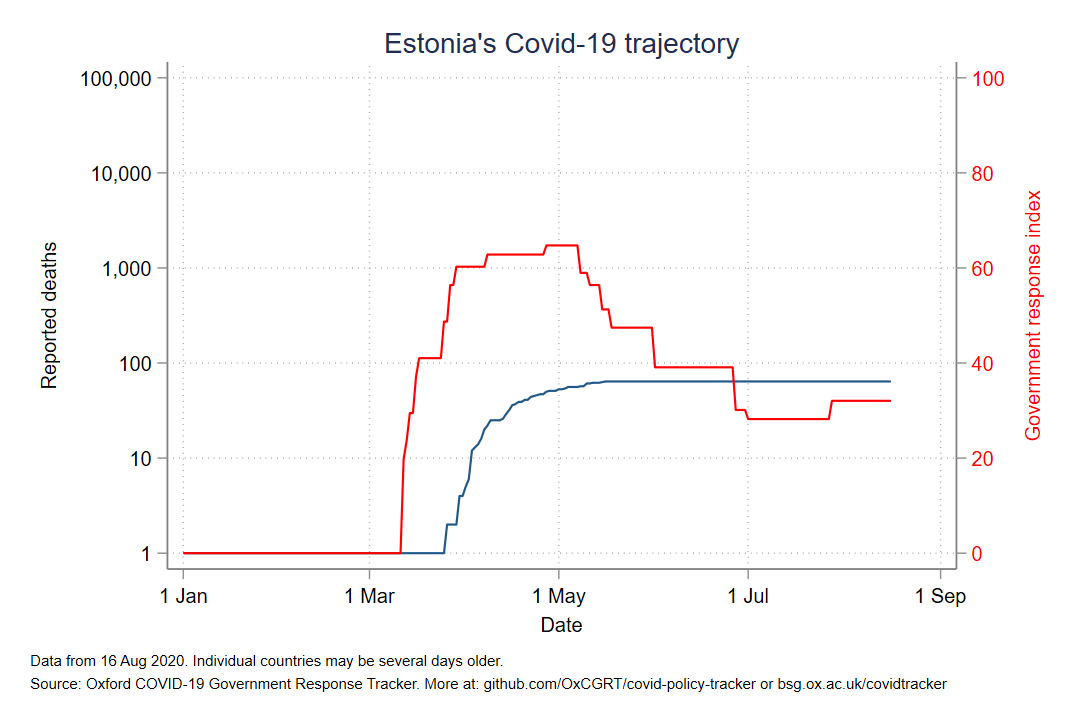 Estonia's Covid-19 trajectory
100,000
10,000
1,000
100
10
1
Reported deaths
100
80
60
40
20
0
Government response index
1 Jan
1 Mar
1 May
1 Jul
1 Sep
Date
Data from 16 Aug 2020. Individual countries may be several days older.
Source: Oxford COVID-19 Government Response Tracker. More at: github.com/OxCGRT/covid-policy-tracker or bsg.ox.ac.uk/covidtracker